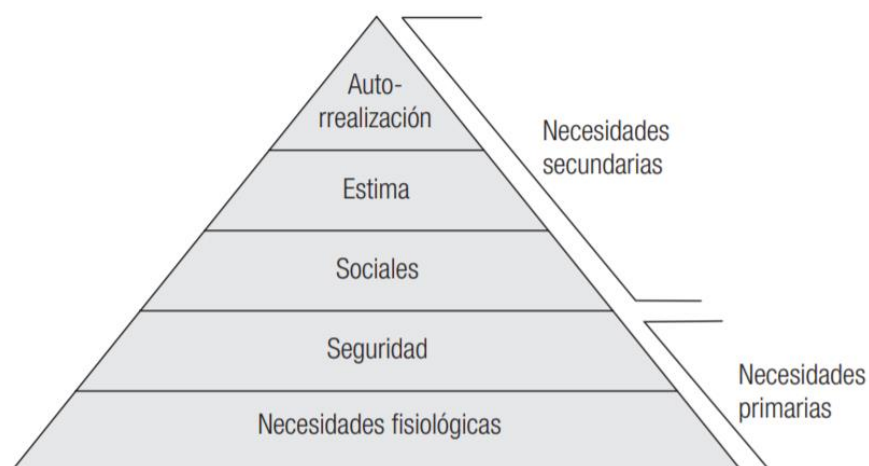 Auto-
rrealización
Necesidades
secundarias
Estima
Sociales
Seguridad
Necesidades
primarias
Necesidades fisiológicas